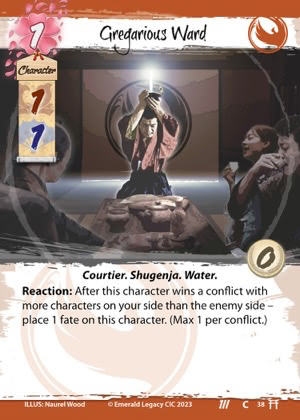 1
Gregarious Ward
Character
1
1
0
Courtier. Shugenja. Water.
Reaction: After this character wins a conflict with
more characters on your side than the enemy side –
place 1 fate on this character. (Max 1 per conflict.)
ILLUS: Naurel Wood
© Emerald Legacy CIC 2023
C
38